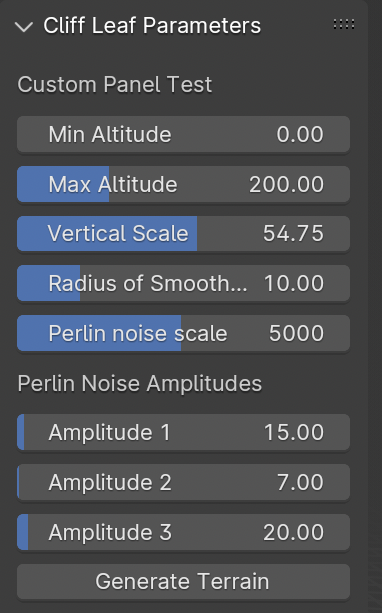 Cliff Leaf Parameters
Custom Panel Test
Min Altitude 0.00
Max Altitude 200.00
Vertical Scale 54.75
Radius of Smooth... 10.00
Perlin noise scale 5000
Perlin Noise Amplitudes
Amplitude 1 15.00
Amplitude 2 7.00
Amplitude 3 20.00
Generate Terrain